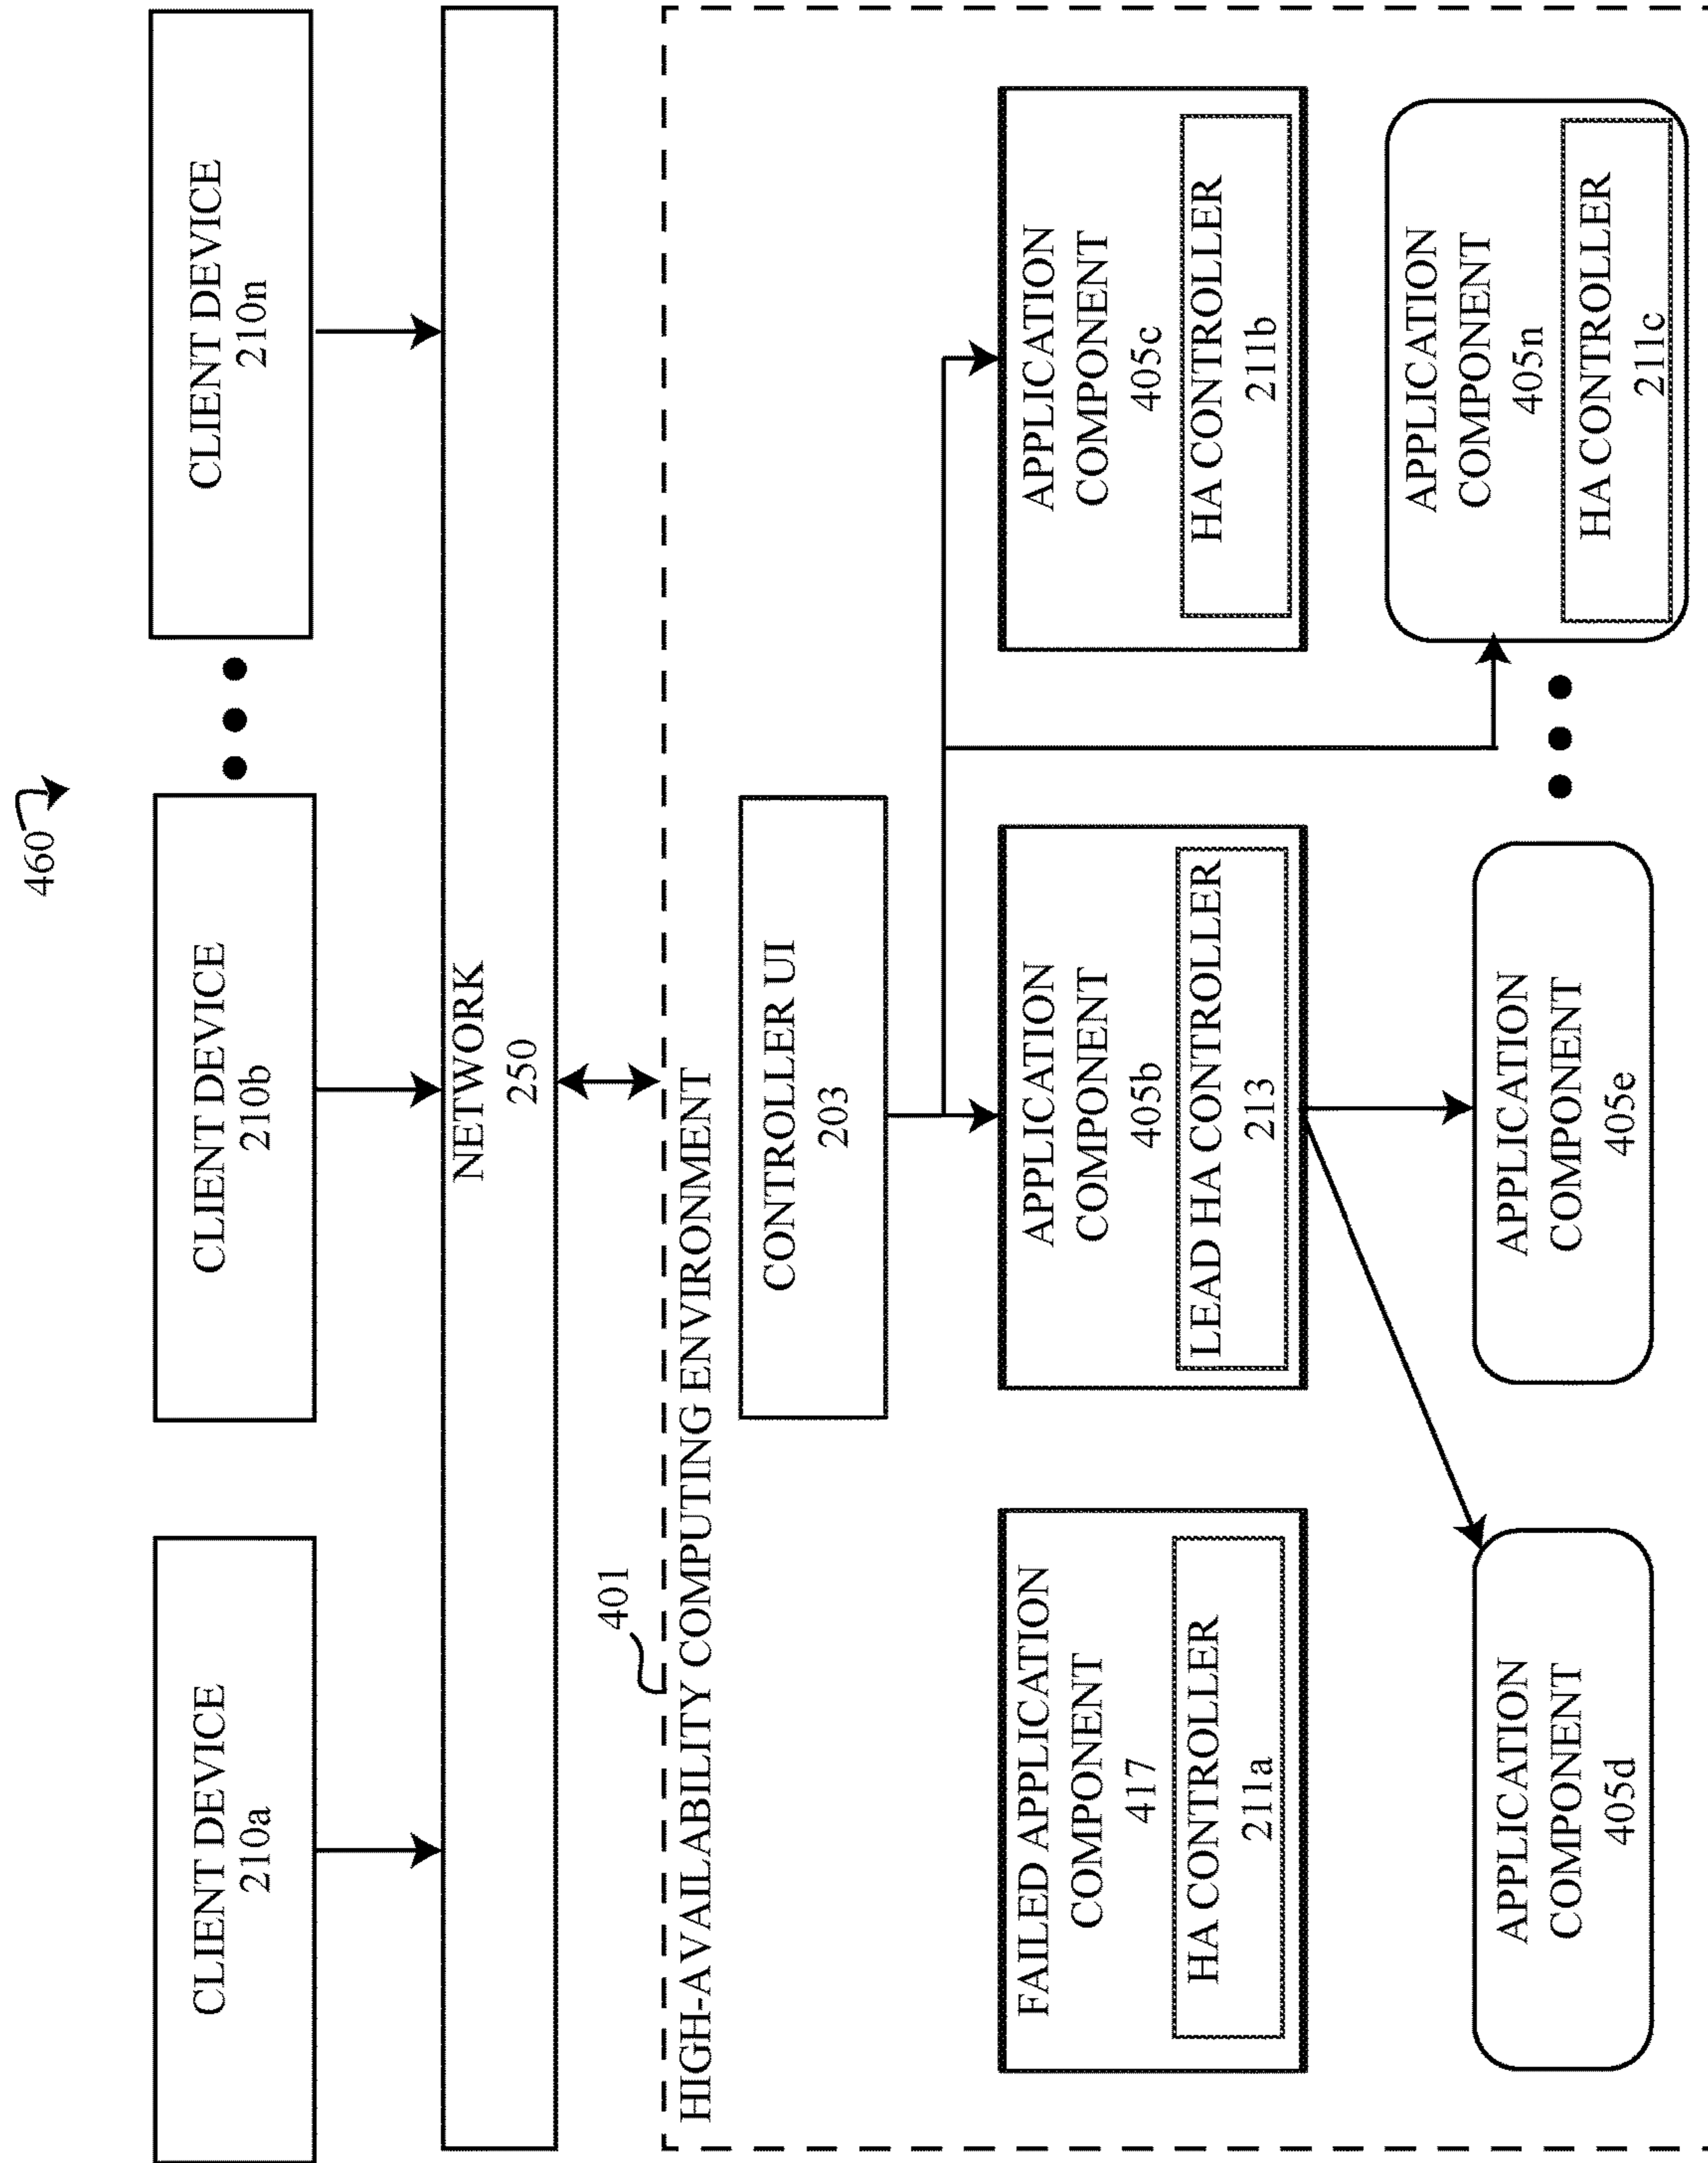 460
CLIENT DEVICE
210a
CLIENT DEVICE
210b
CLIENT DEVICE
210n
NETWORK
250
401
HIGH-AVAILABILITY COMPUTING ENVIRONMENT
CONTROLLER UI
203
FAILED APPLICATION
COMPONENT
417
HA CONTROLLER
211a
APPLICATION
COMPONENT
405b
LEAD HA CONTROLLER
213
APPLICATION
COMPONENT
405c
HA CONTROLLER
211b
APPLICATION
COMPONENT
405d
APPLICATION
COMPONENT
405e
APPLICATION
COMPONENT
405n
HA CONTROLLER
211c